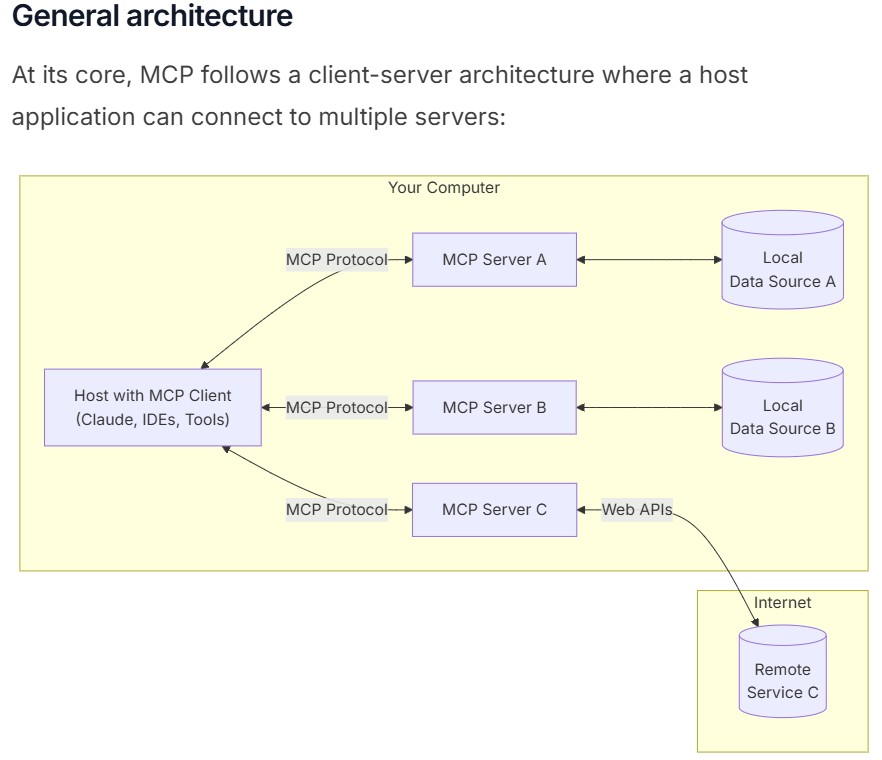 General architecture
At its core, MCP follows a client-server architecture where a host
application can connect to multiple servers:
Your Computer
MCP Protocol
MCP Server A
Local
Data Source A
Host with MCP Client
(Claude, IDEs, Tools)
MCP Protocol
MCP Server B
Local
Data Source B
MCP Protocol
MCP Server C
Web APIs
Internet
Remote
Service C